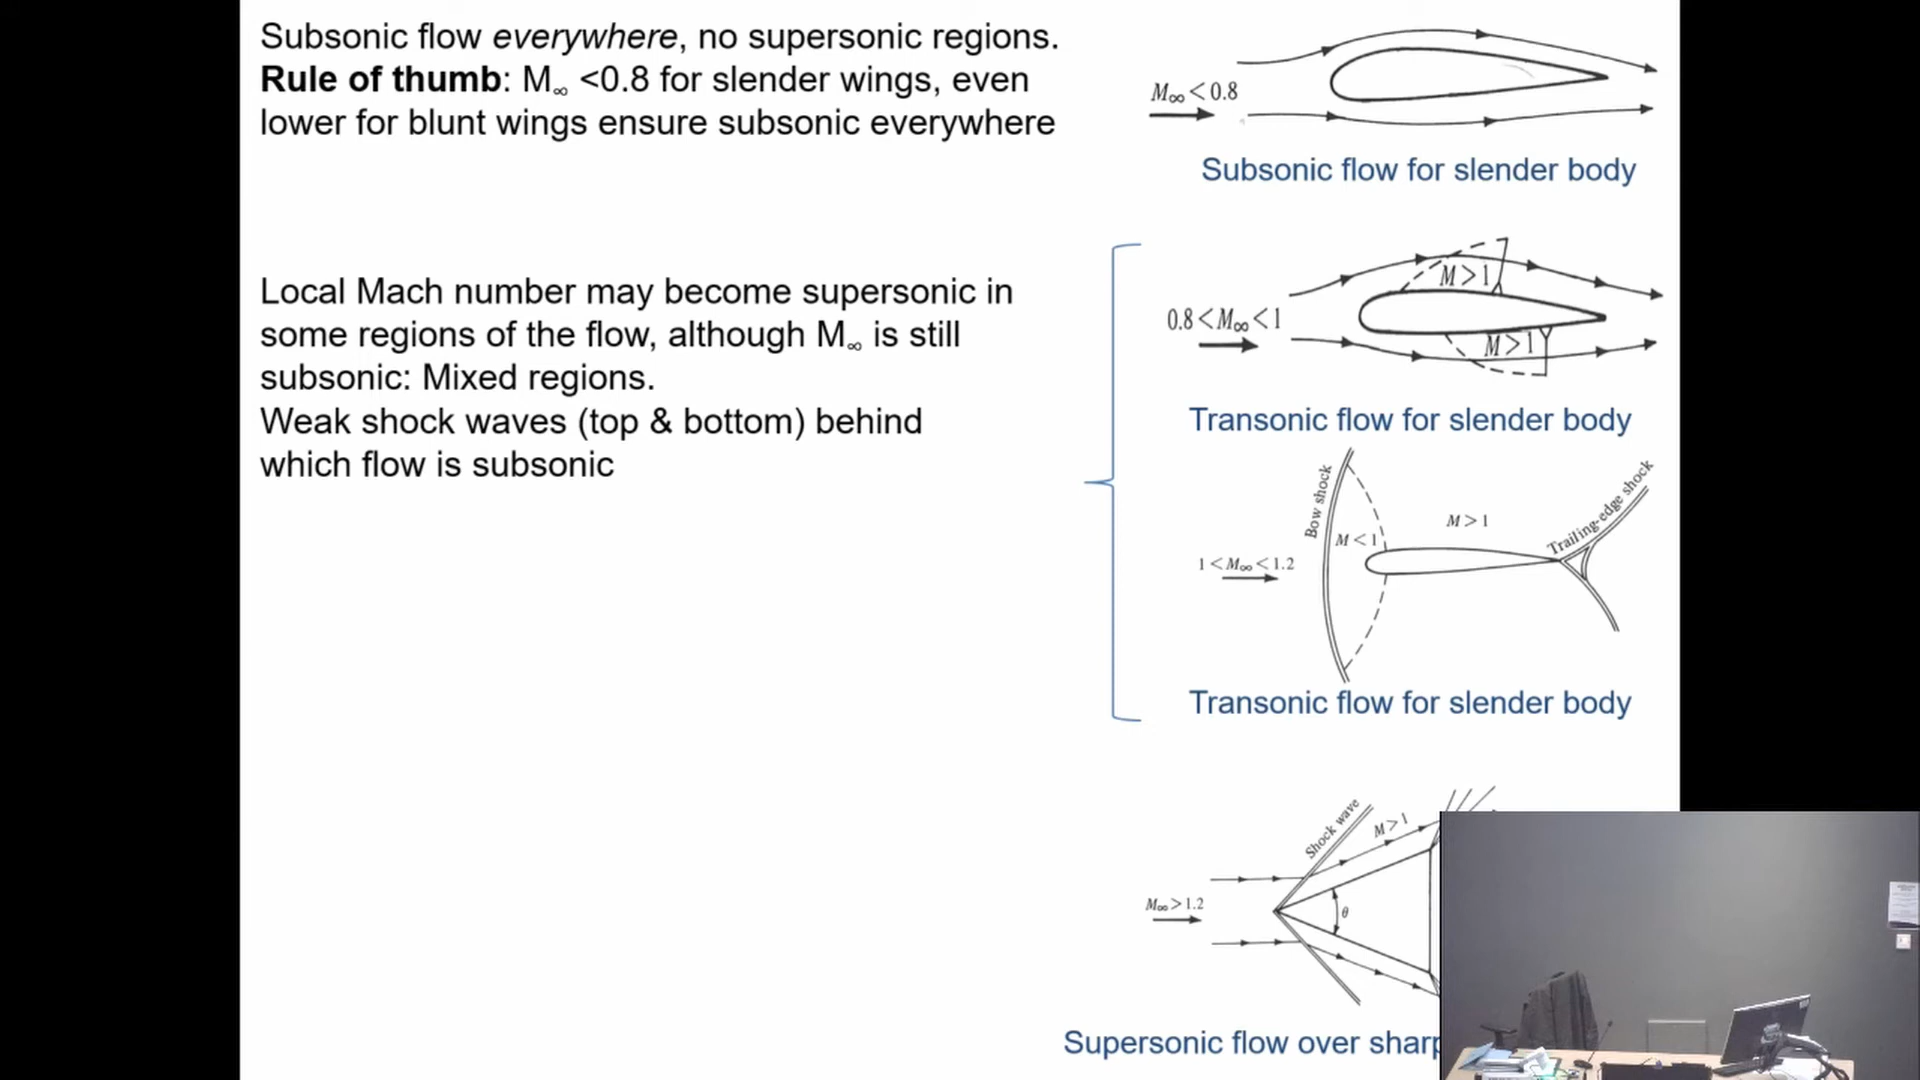 Subsonic flow everywhere, no supersonic regions.
Rule of thumb: M∞ <0.8 for slender wings, even
lower for blunt wings ensure subsonic everywhere
M∞<0.8
Subsonic flow for slender body
Local Mach number may become supersonic in
some regions of the flow, although M∞ is still
subsonic: Mixed regions.
Weak shock waves (top & bottom) behind
which flow is subsonic
M>1
0.8<M∞<1
M>1
Transonic flow for slender body
Bow shock
Trailing-edge shock
M>1
M<1
1<M∞<1.2
Transonic flow for slender body
Shock wave
M>1
M∞>1.2
θ
Supersonic flow over sharp